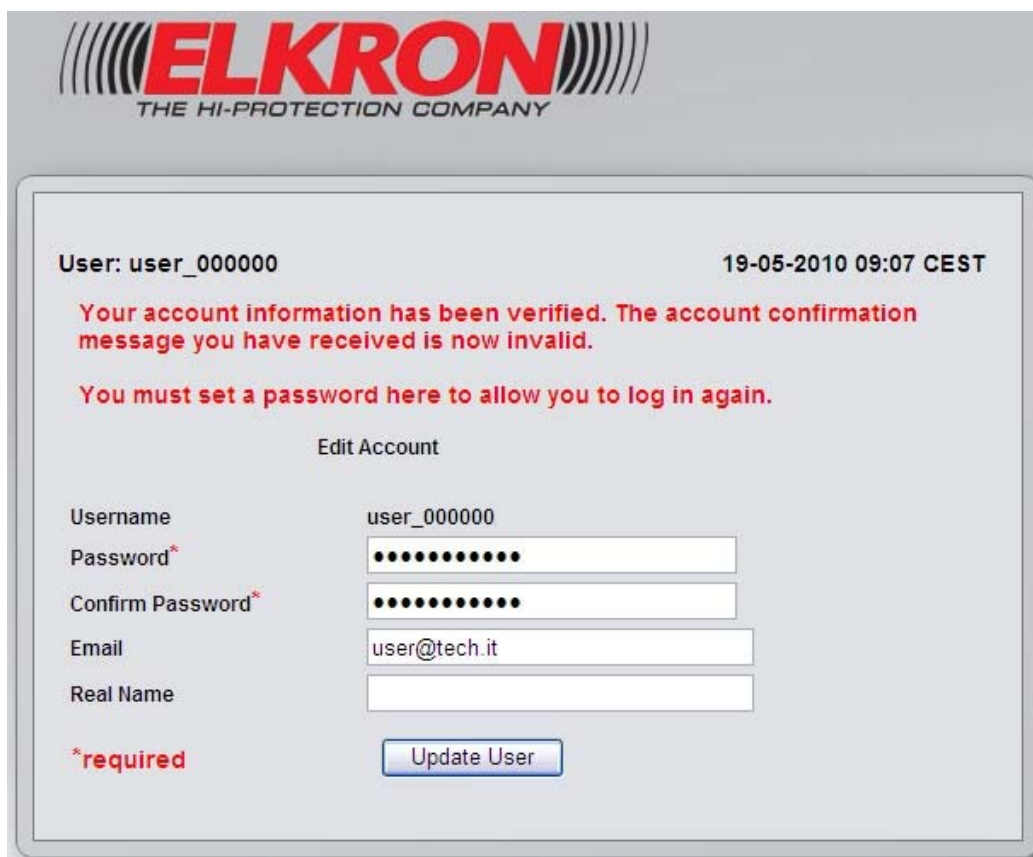 ELKRON
THE HI-PROTECTION COMPANY
User: user_000000 19-05-2010 09:07 CEST
Your account information has been verified. The account confirmation
message you have received is now invalid.
You must set a password here to allow you to log in again.
Edit Account
Username user_000000
Password* •••••••••••
Confirm Password* •••••••••••
Email user@tech.it
Real Name
*required Update User